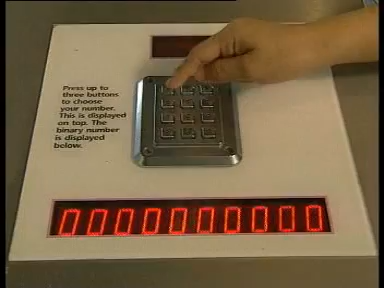 Press up to
three buttons
to choose
your number.
This is displayed
on top. The
binary number
is displayed
below.
0000000000